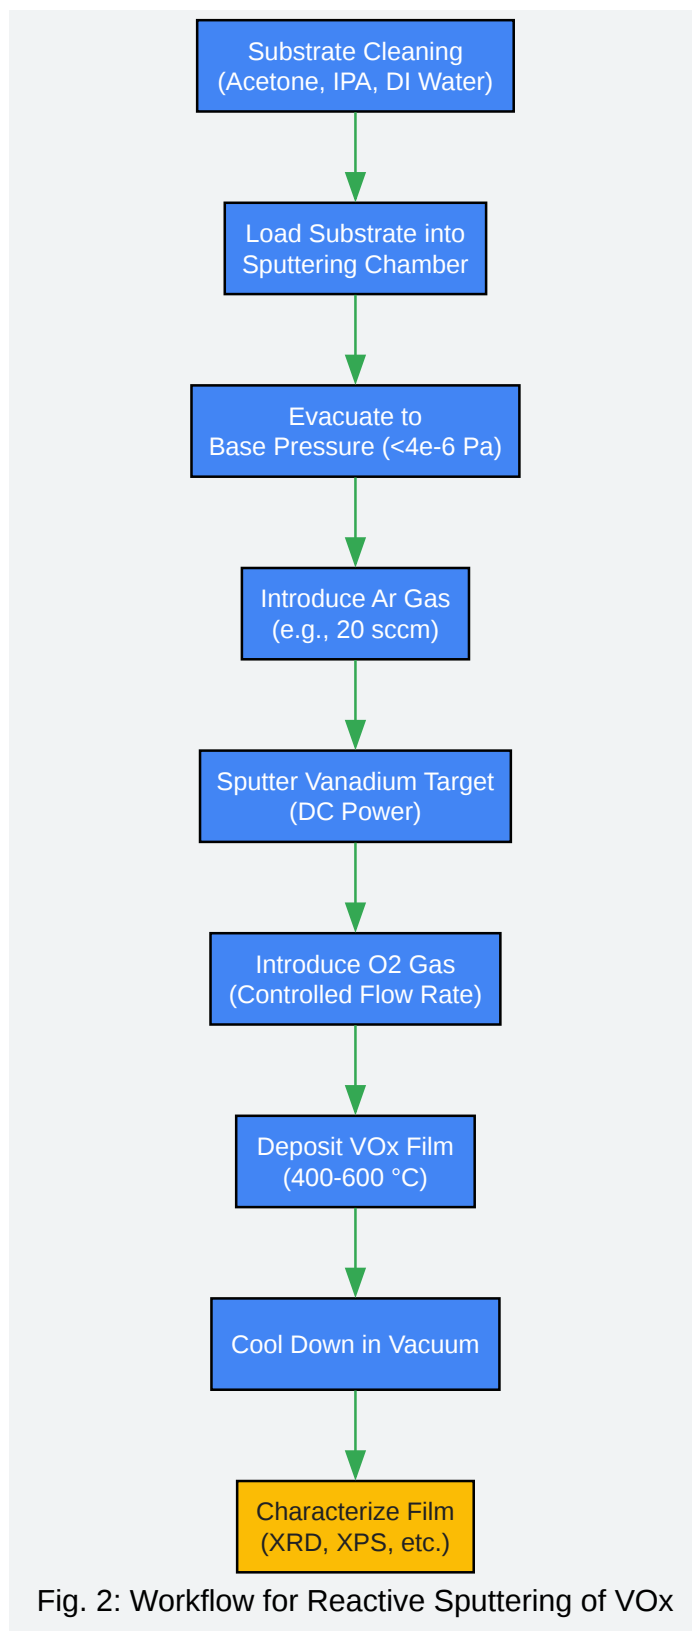 Substrate Cleaning
(Acetone, IPA, DI Water)
Load Substrate into
Sputtering Chamber
Evacuate to
Base Pressure (<4e-6 Pa)
Introduce Ar Gas
(e.g., 20 sccm)
Sputter Vanadium Target
(DC Power)
Introduce O2 Gas
(Controlled Flow Rate)
Deposit VOx Film
(400-600 °C)
Cool Down in Vacuum
Characterize Film
(XRD, XPS, etc.)
Fig. 2: Workflow for Reactive Sputtering of VOx